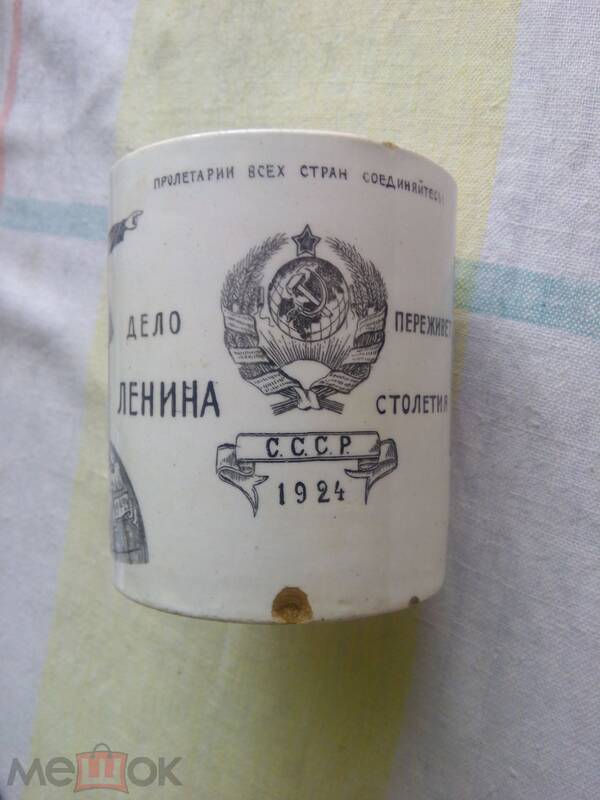 ПРОЛЕТАРИИ ВСЕХ СТРАН СОЕДИНЯЙТЕСЬ!
ДЕЛО ПЕРЕЖИВЕТ
ЛЕНИНА СТОЛЕТИЯ
С.С.С.Р.
1924
МЕШОК